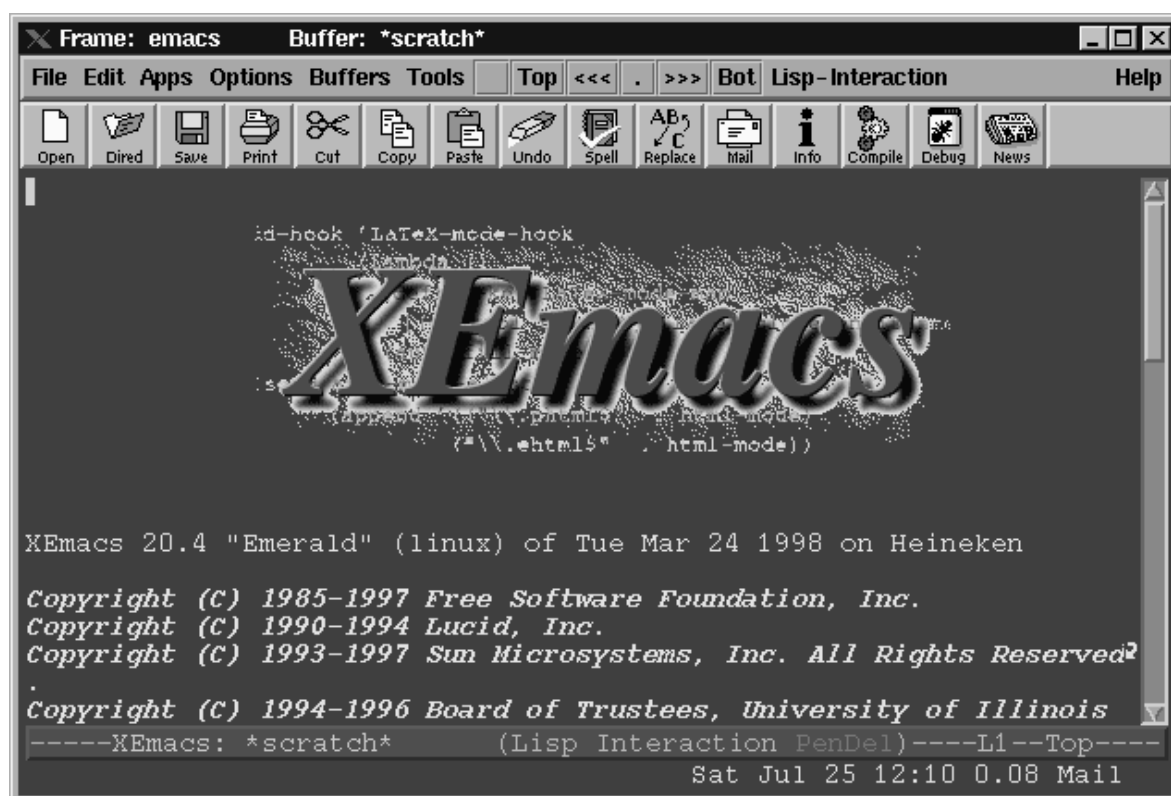 Frame: emacs Buffer: *scratch*
File Edit Apps Options Buffers Tools Top <<< . >>> Bot Lisp-Interaction Help
Open Dired Save Print Cut Copy Paste Undo Spell Replace Mail Info Compile Debug News
id-hook 'LaTeX-mode-hook
XEmacs
("\\.ehtml$" . html-mode))
XEmacs 20.4 "Emerald" (linux) of Tue Mar 24 1998 on Heineken
Copyright (C) 1985-1997 Free Software Foundation, Inc.
Copyright (C) 1990-1994 Lucid, Inc.
Copyright (C) 1993-1997 Sun Microsystems, Inc. All Rights Reserved
.
Copyright (C) 1994-1996 Board of Trustees, University of Illinois
-----XEmacs: *scratch* (Lisp Interaction PenDel)----L1--Top----
Sat Jul 25 12:10 0.08 Mail